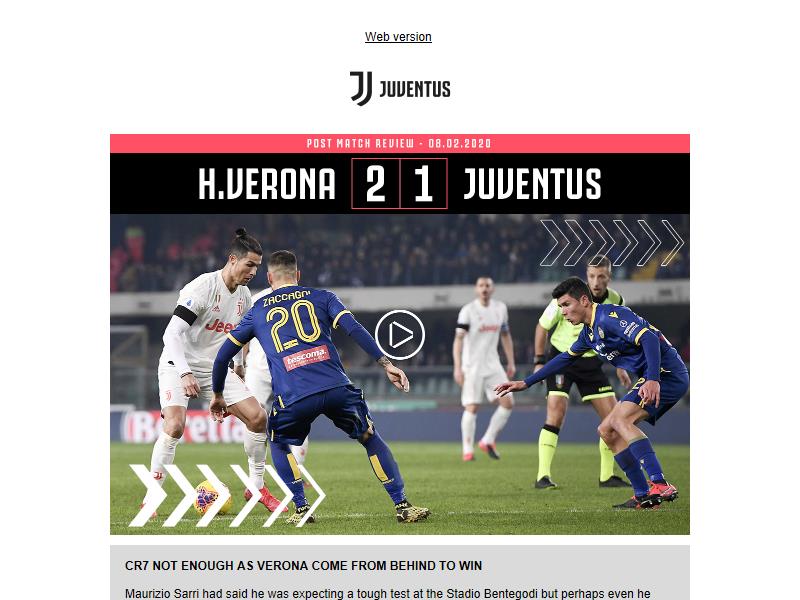 Web version
JUVENTUS
POST MATCH REVIEW - 08.02.2020
H.VERONA 2 1 JUVENTUS
ZACCAGNI
20
Jeep
tescoma.
Jeep
CR7 NOT ENOUGH AS VERONA COME FROM BEHIND TO WIN
Maurizio Sarri had said he was expecting a tough test at the Stadio Bentegodi but perhaps even he